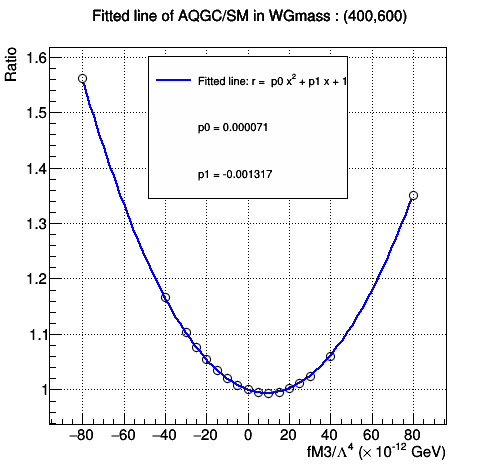 Fitted line of AQGC/SM in WGmass : (400,600)
Ratio
Fitted line: r = p0 x² + p1 x + 1
p0 = 0.000071
p1 = -0.001317
1.6
1.5
1.4
1.3
1.2
1.1
1
−80 −60 −40 −20 0 20 40 60 80
fM3/Λ⁴ (× 10⁻¹² GeV)